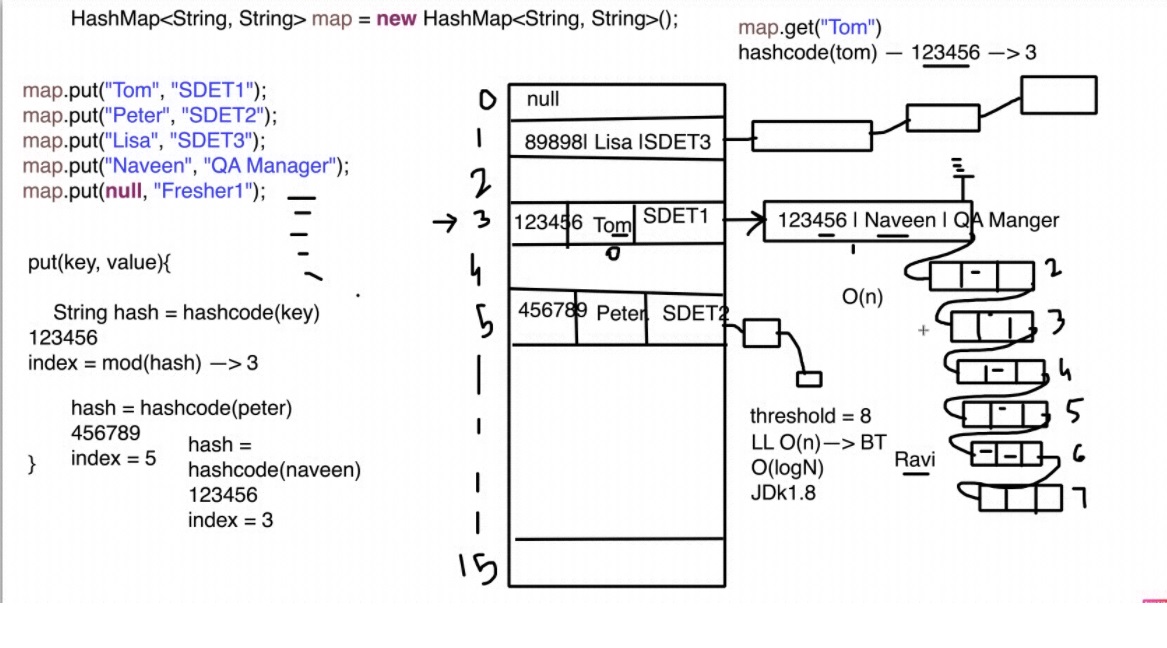 HashMap<String, String> map = new HashMap<String, String>();
map.get("Tom")
hashcode(tom) – 123456 –> 3
map.put("Tom", "SDET1");
map.put("Peter", "SDET2");
map.put("Lisa", "SDET3");
map.put("Naveen", "QA Manager");
map.put(null, "Fresher1");
put(key, value){
String hash = hashcode(key)
123456
index = mod(hash) –> 3
hash = hashcode(peter)
456789
index = 5
}
hash =
hashcode(naveen)
123456
index = 3
0 null
1 89898| Lisa |SDET3
2
3 123456 Tom SDET1
0
4
5 456789 Peter SDET2
15
123456 | Naveen | QA Manger
1
O(n)
2
3
4
5
6
7
threshold = 8
LL O(n)–> BT
O(logN)
JDk1.8
Ravi